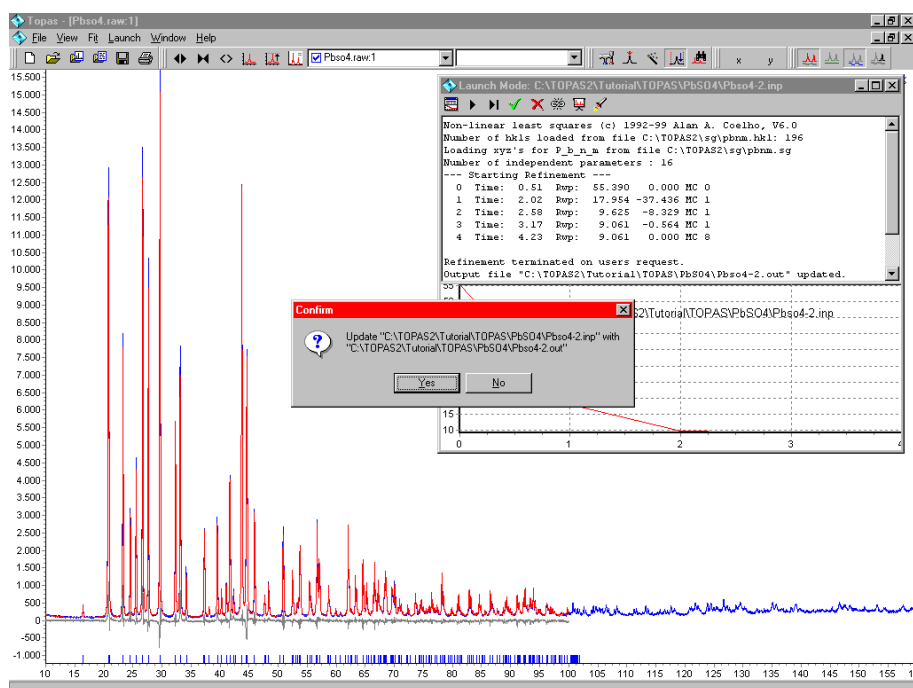 Topas - [Pbso4.raw:1]
File View Fit Launch Window Help
Pbso4.raw:1
x y
Launch Mode: C:\TOPAS2\Tutorial\TOPAS\PbSO4\Pbso4-2.inp
Non-linear least squares (c) 1992-99 Alan A. Coelho, V6.0
Number of hkls loaded from file C:\TOPAS2\sg\pbnm.hkl: 196
Loading xyz's for P_b_n_m from file C:\TOPAS2\sg\pbnm.sg
Number of independent parameters : 16
--- Starting Refinement ---
0 Time: 0.51 Rwp: 55.390 0.000 MC 0
1 Time: 2.02 Rwp: 17.954 -37.436 MC 1
2 Time: 2.58 Rwp: 9.625 -8.329 MC 1
3 Time: 3.17 Rwp: 9.061 -0.564 MC 1
4 Time: 4.23 Rwp: 9.061 0.000 MC 8
Refinement terminated on users request.
Output file "C:\TOPAS2\Tutorial\TOPAS\PbSO4\Pbso4-2.out" updated.
S2\Tutorial\TOPAS\PbSO4\Pbso4-2.inp
15
10
0 1 2 3
Confirm
Update "C:\TOPAS2\Tutorial\TOPAS\PbSO4\Pbso4-2.inp" with
"C:\TOPAS2\Tutorial\TOPAS\PbSO4\Pbso4-2.out"
Yes No
15.500
15.000
14.500
14.000
13.500
13.000
12.500
12.000
11.500
11.000
10.500
10.000
9.500
9.000
8.500
8.000
7.500
7.000
6.500
6.000
5.500
5.000
4.500
4.000
3.500
3.000
2.500
2.000
1.500
1.000
500
0
-500
-1.000
10 15 20 25 30 35 40 45 50 55 60 65 70 75 80 85 90 95 100 105 110 115 120 125 130 135 140 145 150 155